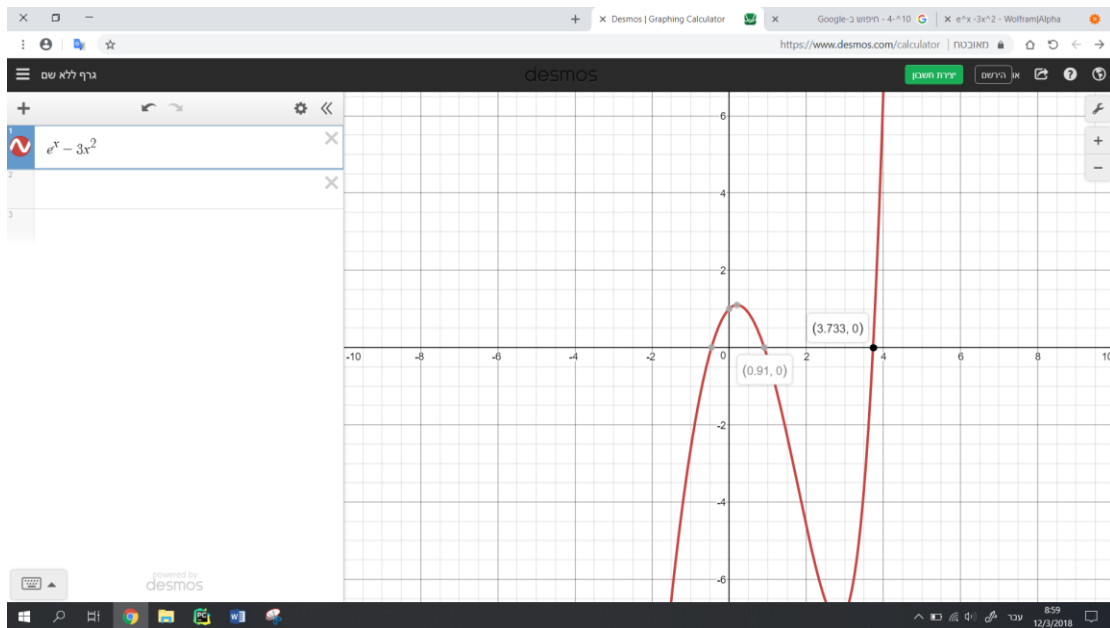 Desmos | Graphing Calculator
Google-חיפוש ב - 4-^10
e^x -3x^2 - Wolfram|Alpha
https://www.desmos.com/calculator | מאובטח
גרף ללא שם
desmos
יצירת חשבון
או
הירשם
1
e^x − 3x^2
2
3
6
4
2
(3.733, 0)
-10 -8 -6 -4 -2 0 2 4 6 8 10
(0.91, 0)
-2
-4
-6
powered by
desmos
עבר
8:59
12/3/2018